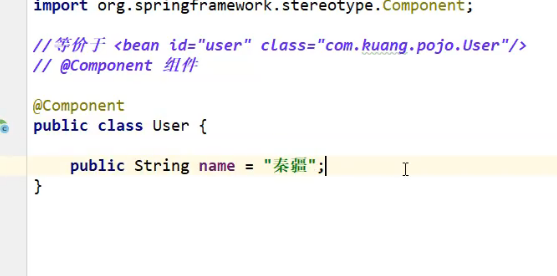 import org.springframework.stereotype.Component;
//等价于 <bean id="user" class="com.kuang.pojo.User"/>
// @Component 组件
@Component
public class User {
public String name = "秦疆";
}